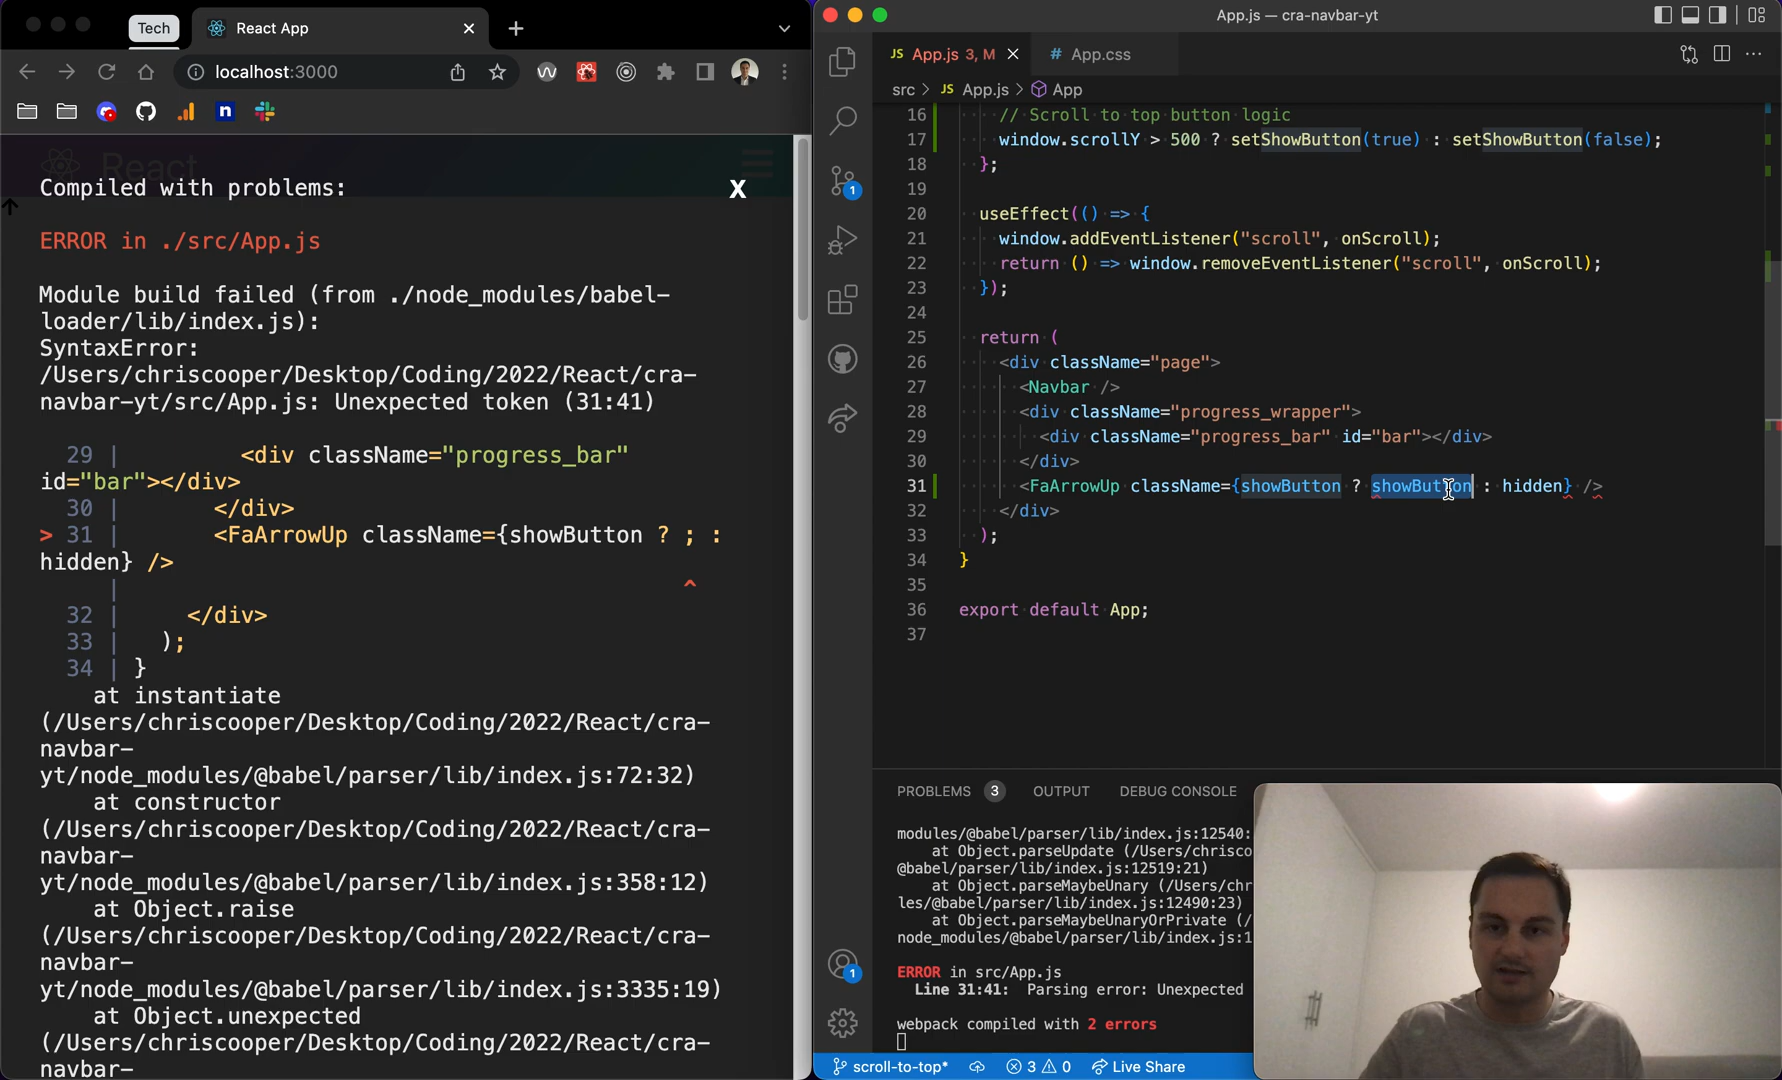 Tech
React App
localhost:3000
React
Compiled with problems:
X
ERROR in ./src/App.js
Module build failed (from ./node_modules/babel-
loader/lib/index.js):
SyntaxError:
/Users/chriscooper/Desktop/Coding/2022/React/cra-
navbar-yt/src/App.js: Unexpected token (31:41)
29 | <div className="progress_bar"
id="bar"></div>
30 | </div>
> 31 | <FaArrowUp className={showButton ? ; :
hidden} />
| ^
32 | </div>
33 | );
34 | }
at instantiate
(/Users/chriscooper/Desktop/Coding/2022/React/cra-
navbar-
yt/node_modules/@babel/parser/lib/index.js:72:32)
at constructor
(/Users/chriscooper/Desktop/Coding/2022/React/cra-
navbar-
yt/node_modules/@babel/parser/lib/index.js:358:12)
at Object.raise
(/Users/chriscooper/Desktop/Coding/2022/React/cra-
navbar-
yt/node_modules/@babel/parser/lib/index.js:3335:19)
at Object.unexpected
(/Users/chriscooper/Desktop/Coding/2022/React/cra-
navbar-
App.js — cra-navbar-yt
JS App.js 3, M
# App.css
src > JS App.js > App
16 // Scroll to top button logic
17 window.scrollY > 500 ? setShowButton(true) : setShowButton(false);
18 };
19
20 useEffect(() => {
21 window.addEventListener("scroll", onScroll);
22 return () => window.removeEventListener("scroll", onScroll);
23 });
24
25 return (
26 <div className="page">
27 <Navbar />
28 <div className="progress_wrapper">
29 <div className="progress_bar" id="bar"></div>
30 </div>
31 <FaArrowUp className={showButton ? showButton : hidden} />
32 </div>
33 );
34 }
35
36 export default App;
37
1
1
PROBLEMS 3 OUTPUT DEBUG CONSOLE
modules/@babel/parser/lib/index.js:12540:
at Object.parseUpdate (/Users/chrisco
@babel/parser/lib/index.js:12519:21)
at Object.parseMaybeUnary (/Users/chr
les/@babel/parser/lib/index.js:12490:23)
at Object.parseMaybeUnaryOrPrivate (/
node_modules/@babel/parser/lib/index.js:1
ERROR in src/App.js
Line 31:41: Parsing error: Unexpected
webpack compiled with 2 errors
scroll-to-top* 3 0 Live Share